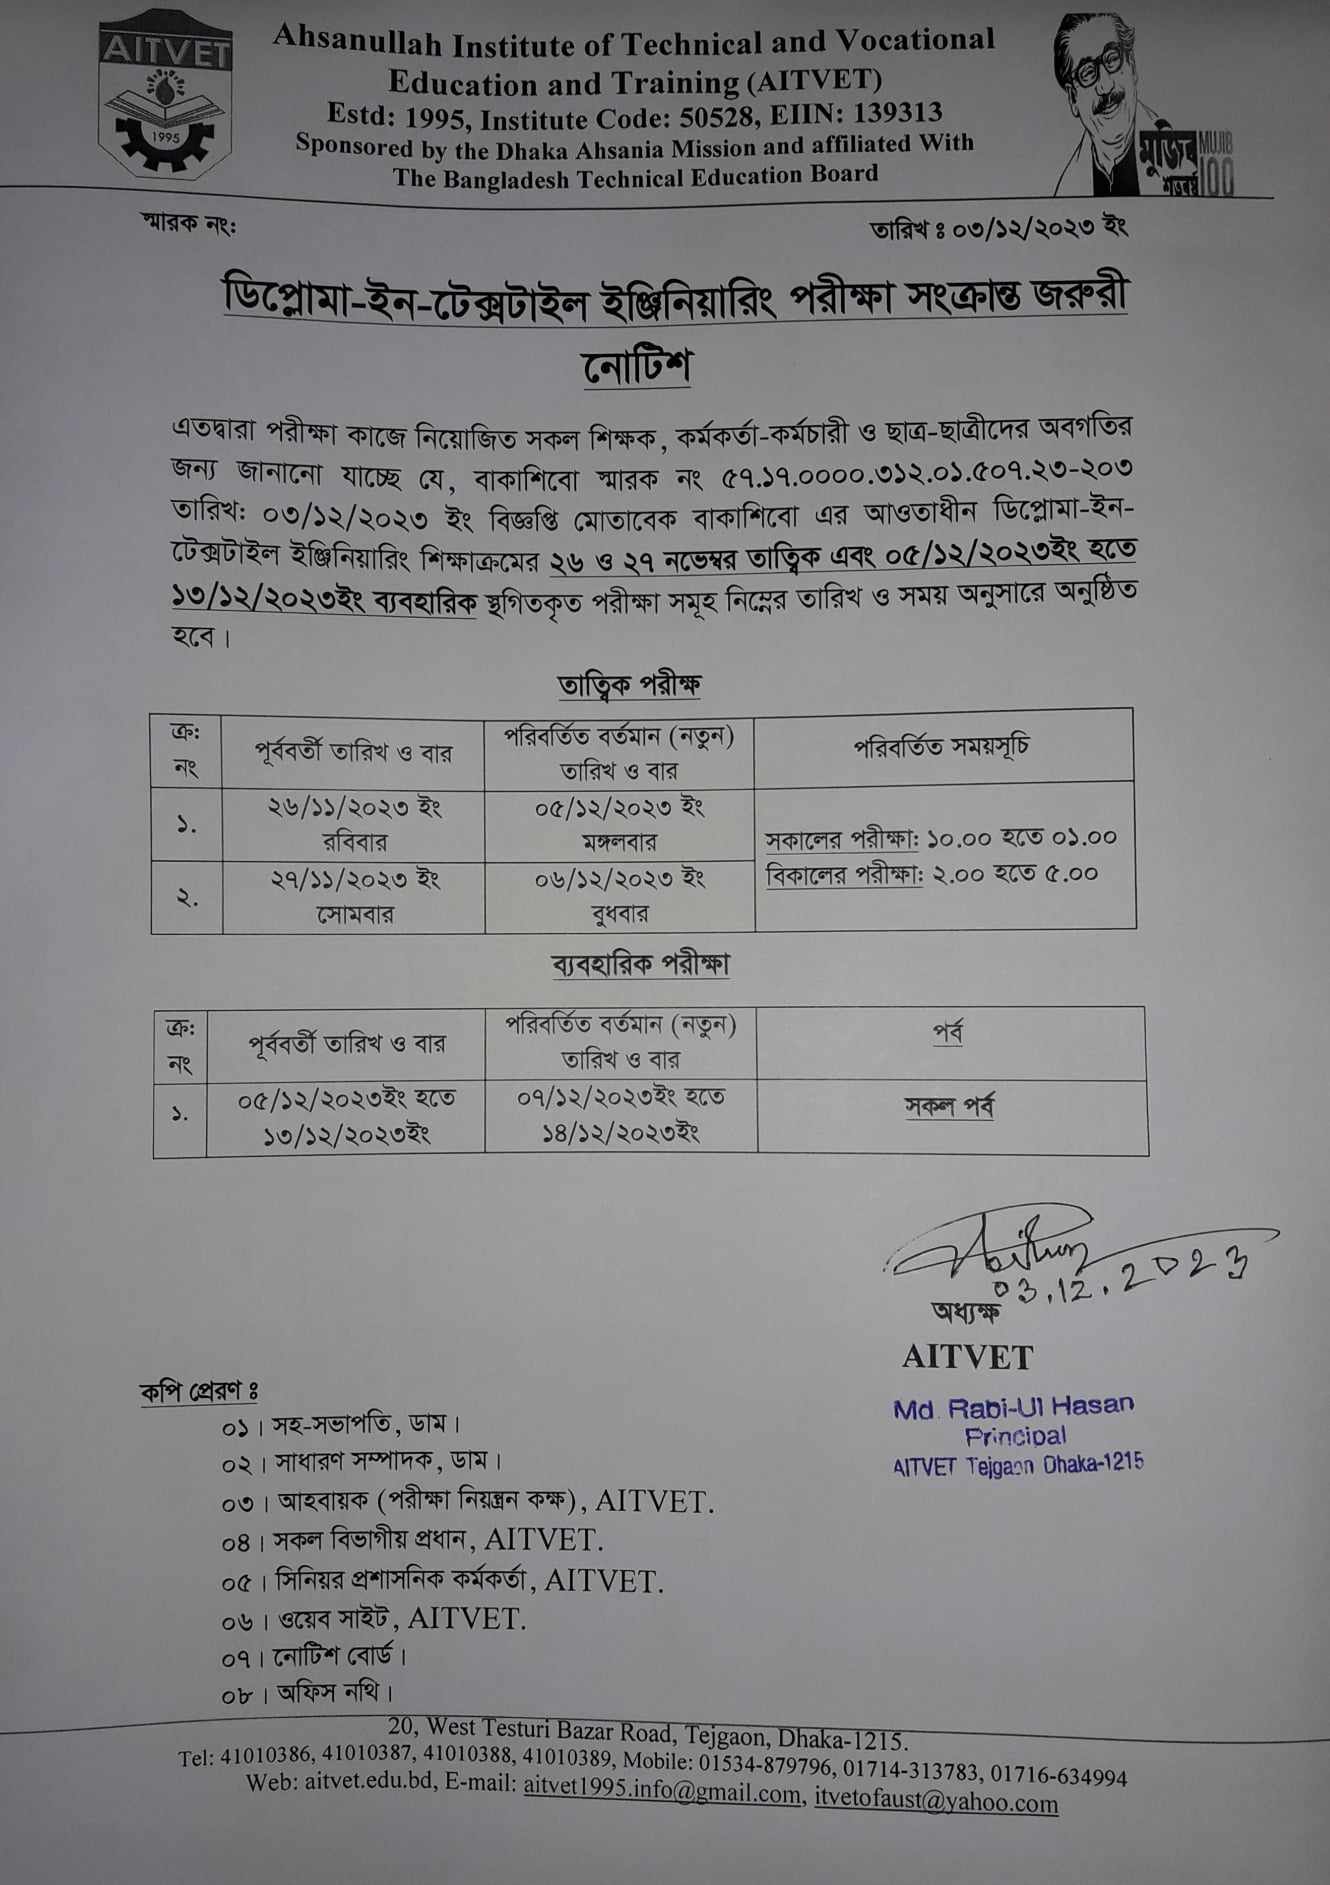 AITVET
1995
Ahsanullah Institute of Technical and Vocational
Education and Training (AITVET)
Estd: 1995, Institute Code: 50528, EIIN: 139313
Sponsored by the Dhaka Ahsania Mission and affiliated With
The Bangladesh Technical Education Board
মুজিব MUJIB
শতবর্ষ 100
স্মারক নং:
তারিখ ঃ ০৩/১২/২০২৩ ইং
ডিপ্লোমা-ইন-টেক্সটাইল ইঞ্জিনিয়ারিং পরীক্ষা সংক্রান্ত জরুরী
নোটিশ
এতদ্বারা পরীক্ষা কাজে নিয়োজিত সকল শিক্ষক, কর্মকর্তা-কর্মচারী ও ছাত্র-ছাত্রীদের অবগতির
জন্য জানানো যাচ্ছে যে, বাকাশিবো স্মারক নং ৫৭.১৭.০০০০.৩১২.০১.৫০৭.২৩-২০৩
তারিখ: ০৩/১২/২০২৩ ইং বিজ্ঞপ্তি মোতাবেক বাকাশিবো এর আওতাধীন ডিপ্লোমা-ইন-
টেক্সটাইল ইঞ্জিনিয়ারিং শিক্ষাক্রমের ২৬ ও ২৭ নভেম্বর তাত্বিক এবং ০৫/১২/২০২৩ইং হতে
১৩/১২/২০২৩ইং ব্যবহারিক স্থগিতকৃত পরীক্ষা সমূহ নিম্নের তারিখ ও সময় অনুসারে অনুষ্ঠিত
হবে।
তাত্বিক পরীক্ষ
ক্র: নং
পূর্ববর্তী তারিখ ও বার
পরিবর্তিত বর্তমান (নতুন)
তারিখ ও বার
পরিবর্তিত সময়সূচি
১.
২৬/১১/২০২৩ ইং
রবিবার
০৫/১২/২০২৩ ইং
মঙ্গলবার
সকালের পরীক্ষা: ১০.০০ হতে ০১.০০
বিকালের পরীক্ষা: ২.০০ হতে ৫.০০
২.
২৭/১১/২০২৩ ইং
সোমবার
০৬/১২/২০২৩ ইং
বুধবার
ব্যবহারিক পরীক্ষা
ক্র: নং
পূর্ববর্তী তারিখ ও বার
পরিবর্তিত বর্তমান (নতুন)
তারিখ ও বার
পর্ব
১.
০৫/১২/২০২৩ইং হতে
১৩/১২/২০২৩ইং
০৭/১২/২০২৩ইং হতে
১৪/১২/২০২৩ইং
সকল পর্ব
03.12.2023
অধ্যক্ষ
AITVET
Md. Rabi-Ul Hasan
Principal
AITVET Tejgaon Dhaka-1215
কপি প্রেরণ ঃ
০১। সহ-সভাপতি, ডাম।
০২। সাধারণ সম্পাদক, ডাম।
০৩। আহবায়ক (পরীক্ষা নিয়ন্ত্রন কক্ষ), AITVET.
০৪। সকল বিভাগীয় প্রধান, AITVET.
০৫। সিনিয়র প্রশাসনিক কর্মকর্তা, AITVET.
০৬। ওয়েব সাইট, AITVET.
০৭। নোটিশ বোর্ড।
০৮। অফিস নথি।
20, West Testuri Bazar Road, Tejgaon, Dhaka-1215.
Tel: 41010386, 41010387, 41010388, 41010389, Mobile: 01534-879796, 01714-313783, 01716-634994
Web: aitvet.edu.bd, E-mail: aitvet1995.info@gmail.com, itvetofaust@yahoo.com